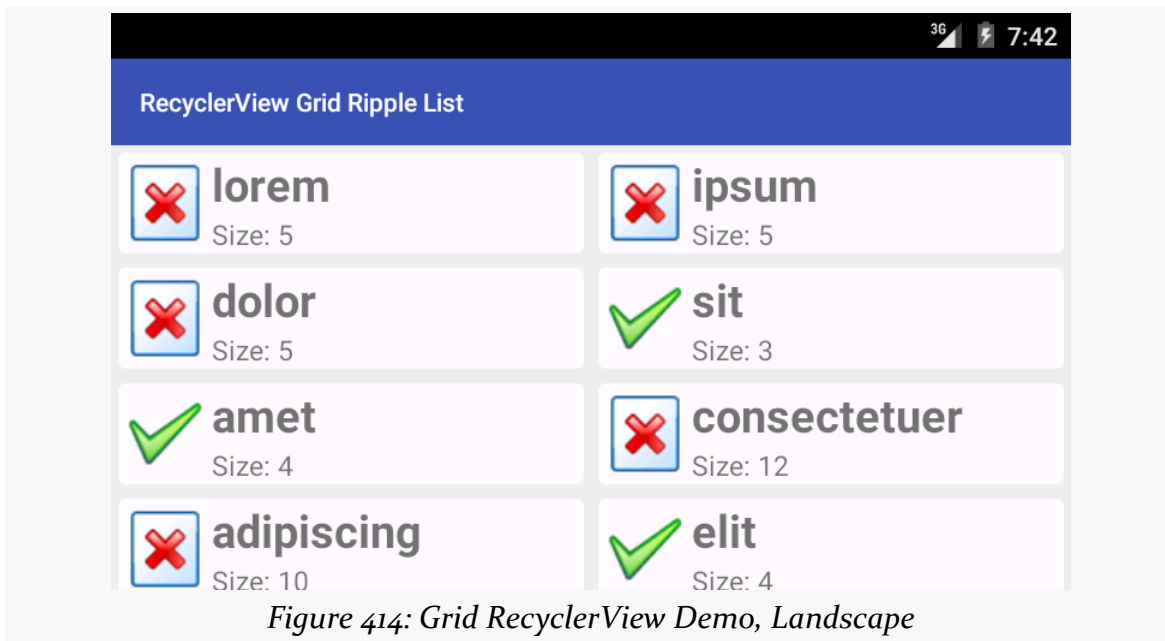 3G 7:42
RecyclerView Grid Ripple List
lorem
Size: 5
ipsum
Size: 5
dolor
Size: 5
sit
Size: 3
amet
Size: 4
consectetuer
Size: 12
adipiscing
Size: 10
elit
Size: 4
Figure 414: Grid RecyclerView Demo, Landscape